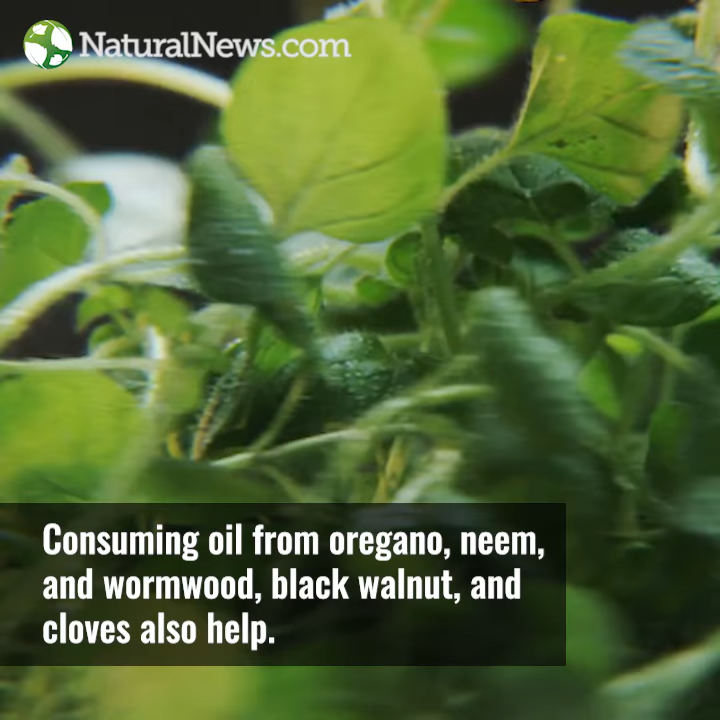 NaturalNews.com
Consuming oil from oregano, neem,
and wormwood, black walnut, and
cloves also help.